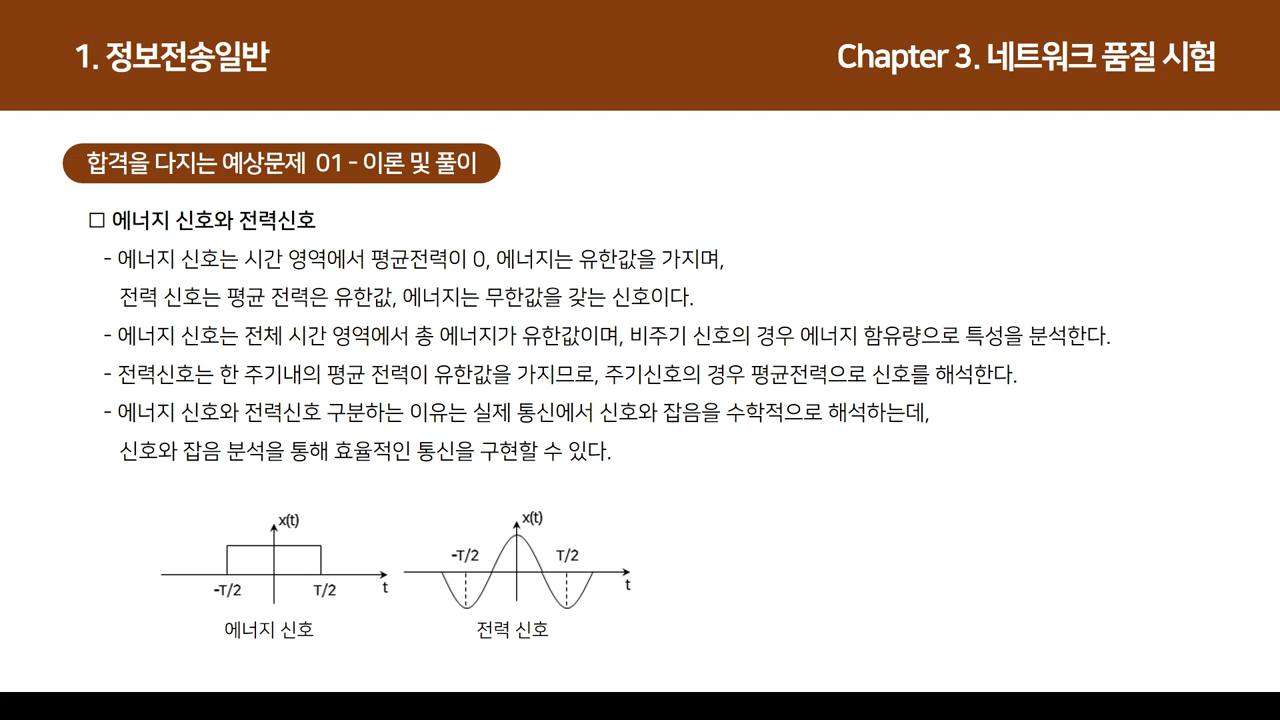 1. 정보전송일반
Chapter 3. 네트워크 품질 시험
합격을 다지는 예상문제 01 - 이론 및 풀이
□ 에너지 신호와 전력신호
- 에너지 신호는 시간 영역에서 평균전력이 0, 에너지는 유한값을 가지며,
전력 신호는 평균 전력은 유한값, 에너지는 무한값을 갖는 신호이다.
- 에너지 신호는 전체 시간 영역에서 총 에너지가 유한값이며, 비주기 신호의 경우 에너지 함유량으로 특성을 분석한다.
- 전력신호는 한 주기내의 평균 전력이 유한값을 가지므로, 주기신호의 경우 평균전력으로 신호를 해석한다.
- 에너지 신호와 전력신호 구분하는 이유는 실제 통신에서 신호와 잡음을 수학적으로 해석하는데,
신호와 잡음 분석을 통해 효율적인 통신을 구현할 수 있다.
x(t)
-T/2
T/2
t
에너지 신호
x(t)
-T/2
T/2
t
전력 신호